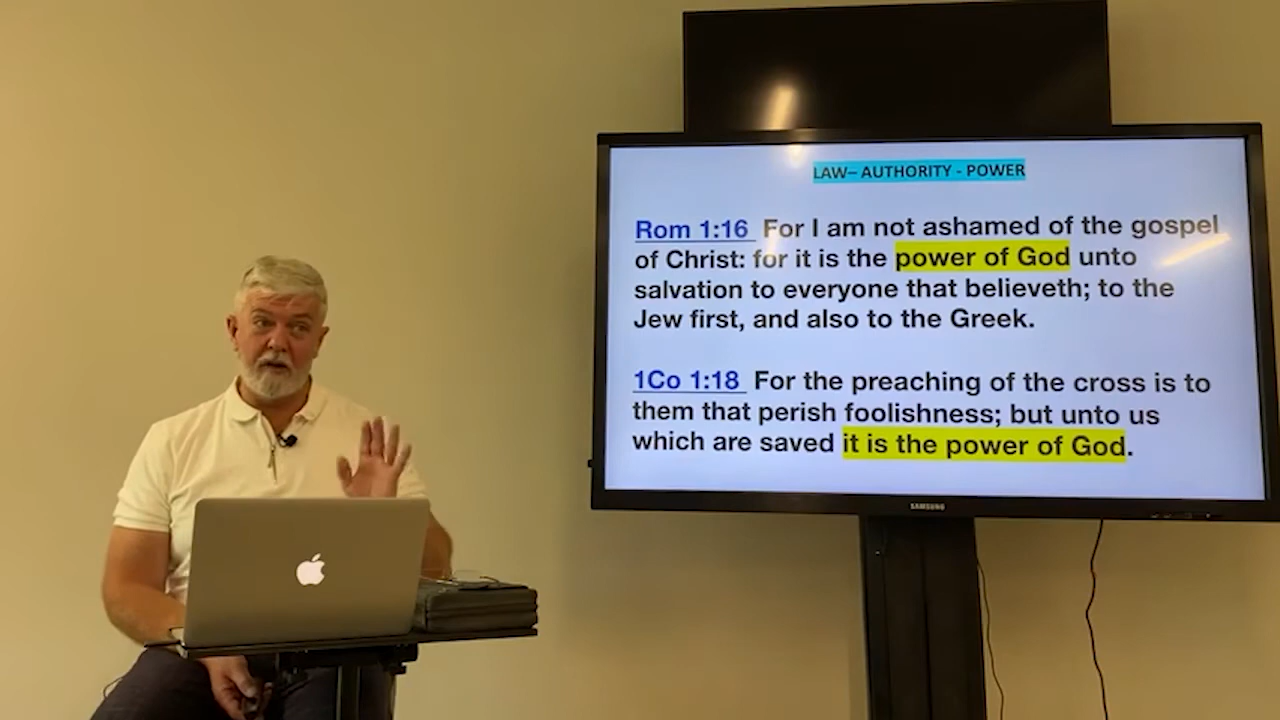 LAW– AUTHORITY - POWER
Rom 1:16 For I am not ashamed of the gospel
of Christ: for it is the power of God unto
salvation to everyone that believeth; to the
Jew first, and also to the Greek.
1Co 1:18 For the preaching of the cross is to
them that perish foolishness; but unto us
which are saved it is the power of God.
SAMSUNG